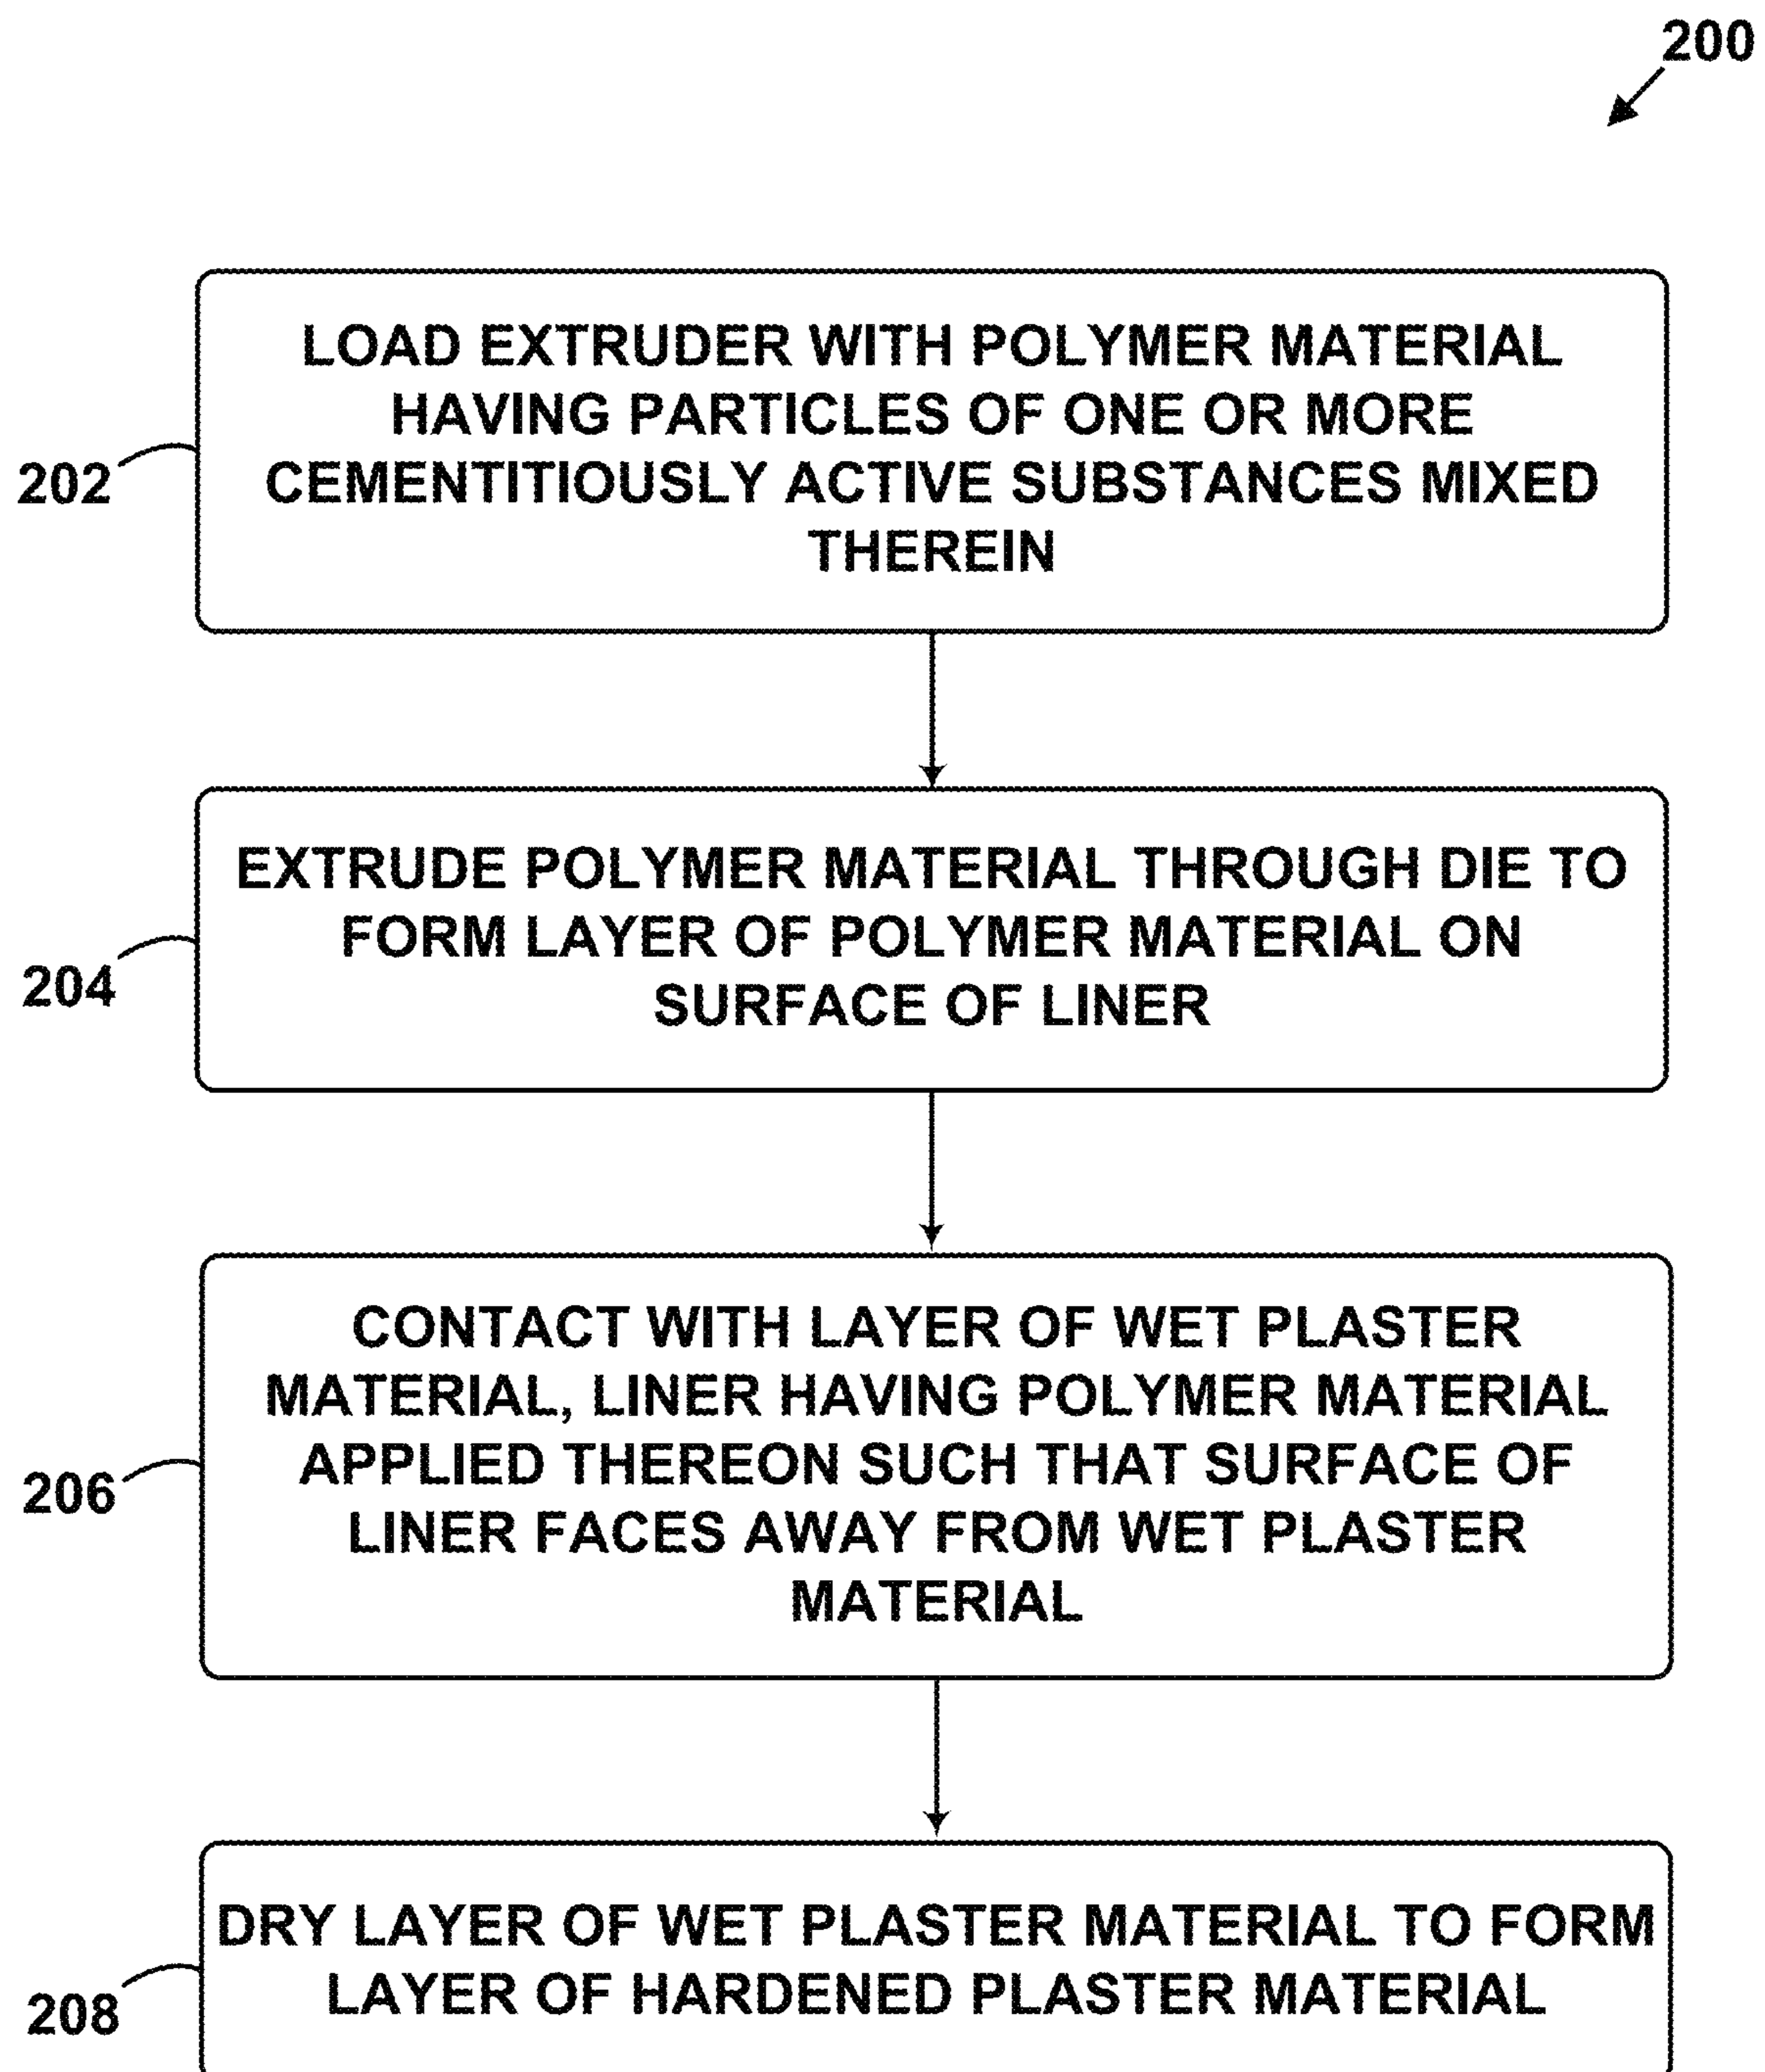 200
LOAD EXTRUDER WITH POLYMER MATERIAL
HAVING PARTICLES OF ONE OR MORE
CEMENTITIOUSLY ACTIVE SUBSTANCES MIXED
THEREIN
202
EXTRUDE POLYMER MATERIAL THROUGH DIE TO
FORM LAYER OF POLYMER MATERIAL ON
SURFACE OF LINER
204
CONTACT WITH LAYER OF WET PLASTER
MATERIAL, LINER HAVING POLYMER MATERIAL
APPLIED THEREON SUCH THAT SURFACE OF
LINER FACES AWAY FROM WET PLASTER
MATERIAL
206
DRY LAYER OF WET PLASTER MATERIAL TO FORM
LAYER OF HARDENED PLASTER MATERIAL
208